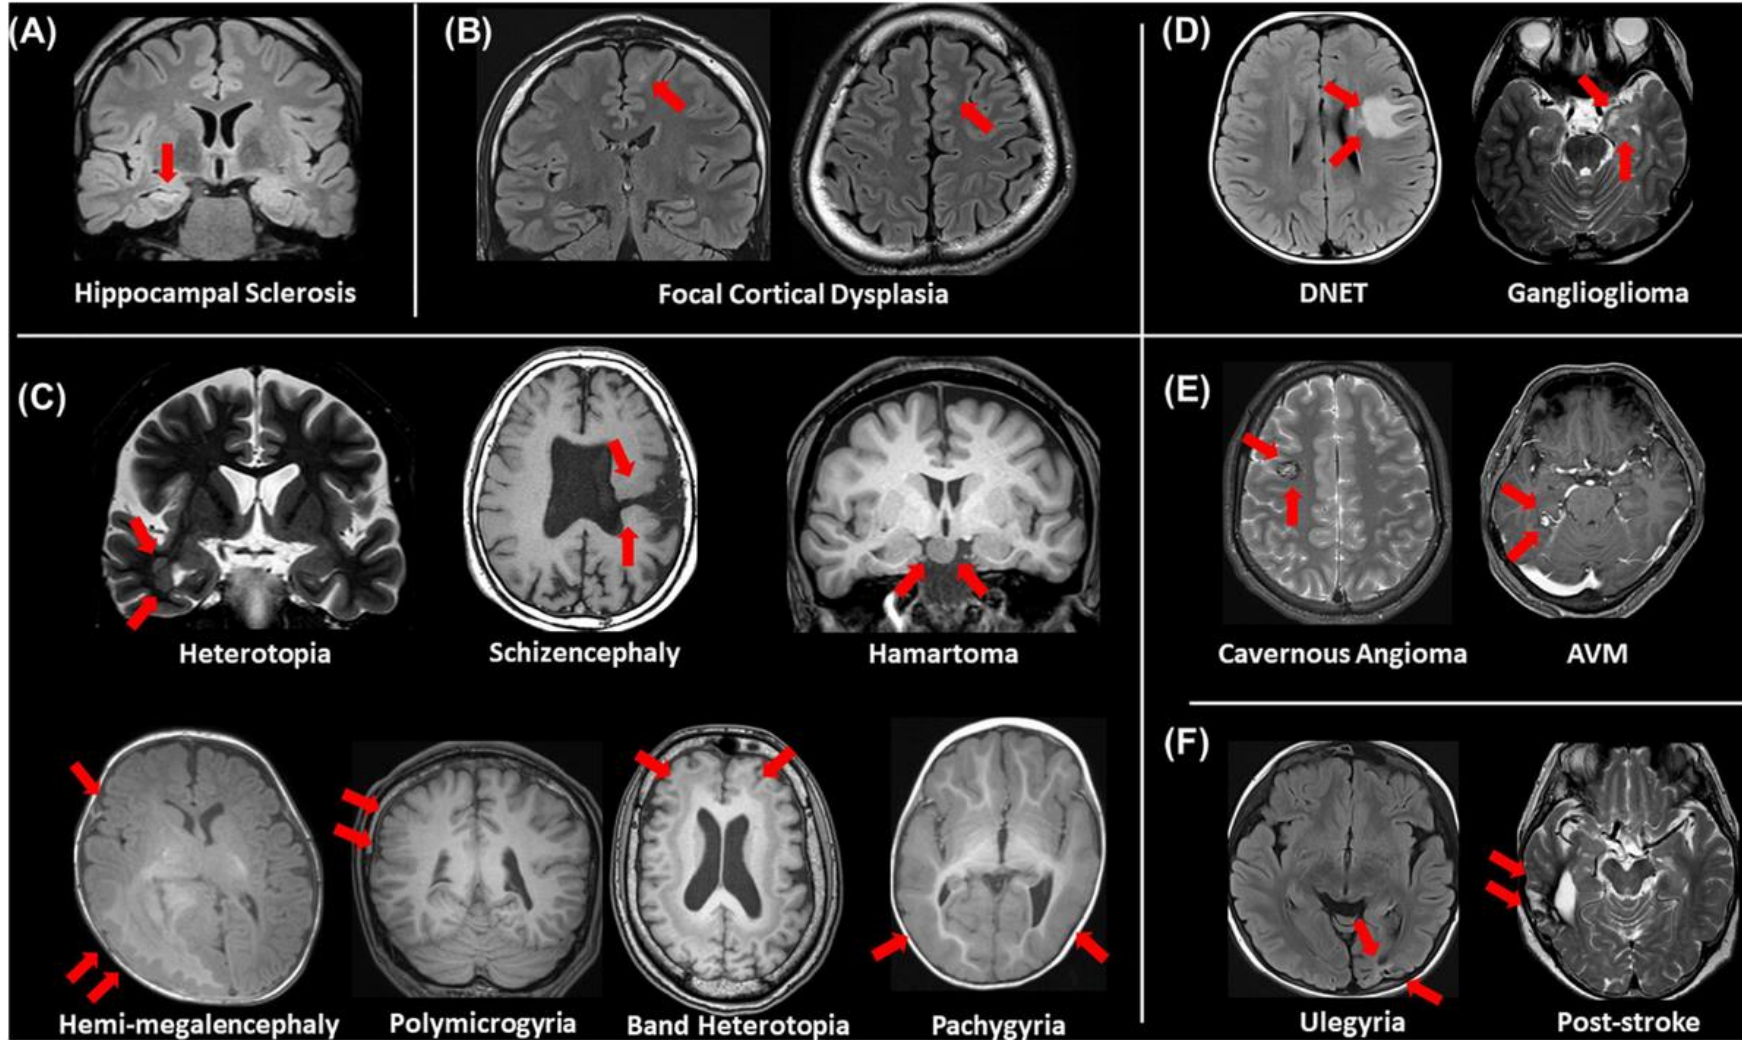 (A)
Hippocampal Sclerosis
(B)
Focal Cortical Dysplasia
(C)
Heterotopia
Schizencephaly
Hamartoma
Hemi-megalencephaly
Polymicrogyria
Band Heterotopia
Pachygyria
(D)
DNET
Ganglioglioma
(E)
Cavernous Angioma
AVM
(F)
Ulegyria
Post-stroke